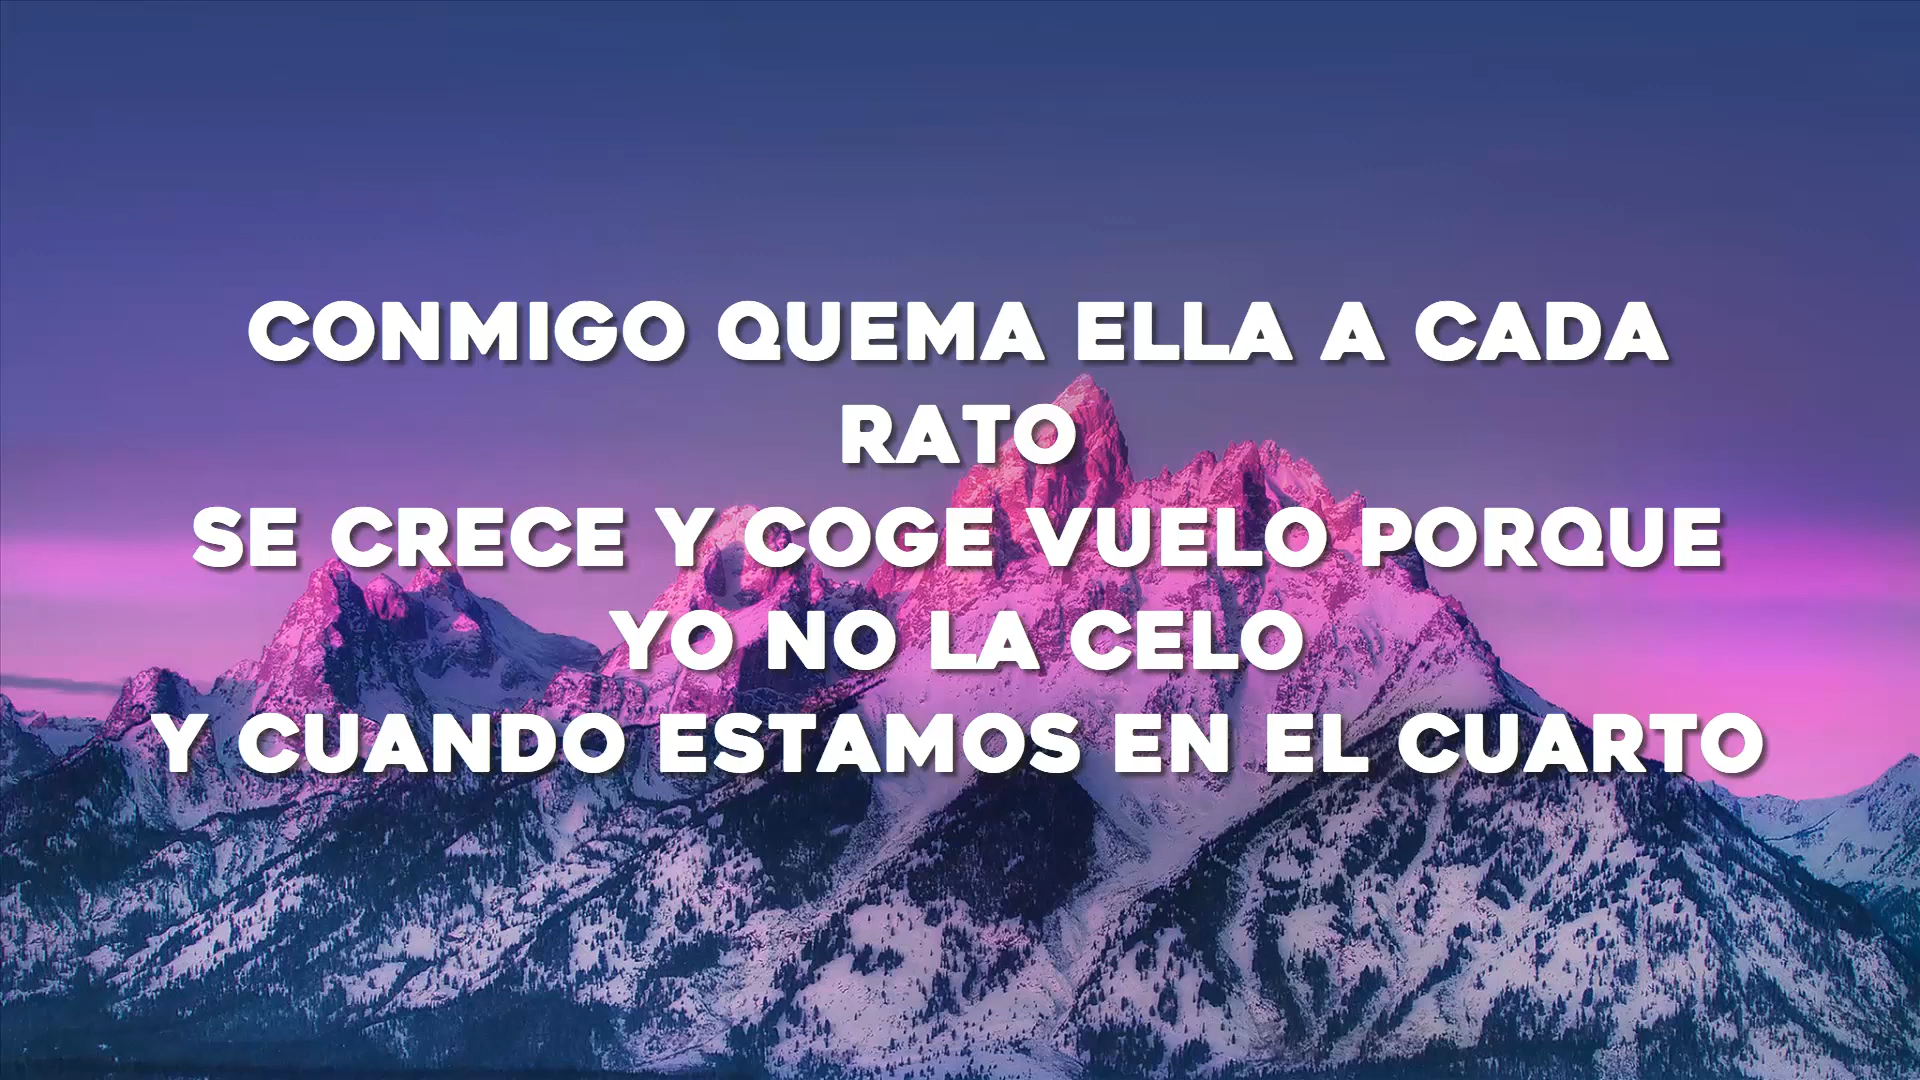 CONMIGO QUEMA ELLA A CADA
RATO
SE CRECE Y COGE VUELO PORQUE
YO NO LA CELO
Y CUANDO ESTAMOS EN EL CUARTO